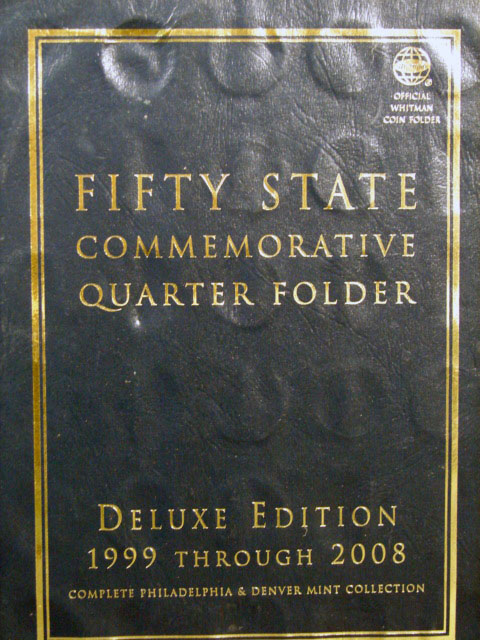 OFFICIAL
WHITMAN
COIN FOLDER
FIFTY STATE
COMMEMORATIVE
QUARTER FOLDER
DELUXE EDITION
1999 THROUGH 2008
COMPLETE PHILADELPHIA & DENVER MINT COLLECTION